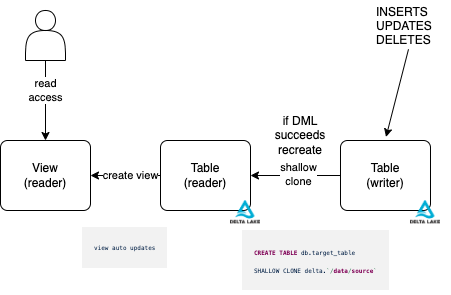 INSERTS
UPDATES
DELETES
read
access
if DML
succeeds
recreate
View
(reader)
create view
Table
(reader)
shallow
clone
Table
(writer)
DELTA LAKE
DELTA LAKE
view auto updates
CREATE TABLE db.target_table
SHALLOW CLONE delta.`/data/source`